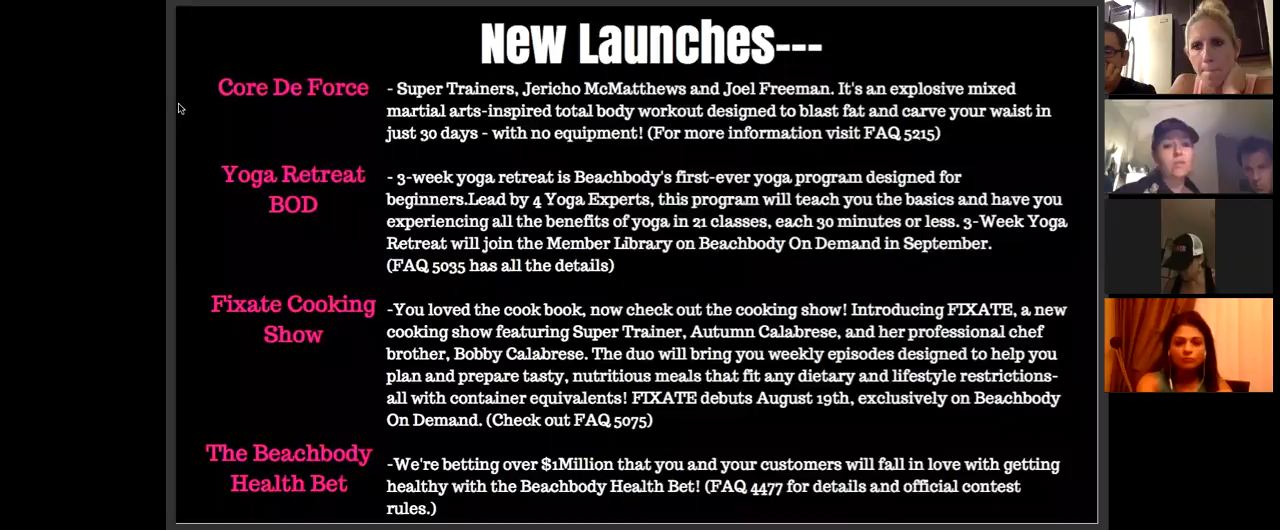 New Launches---
Core De Force
- Super Trainers, Jericho McMatthews and Joel Freeman. It's an explosive mixed
martial arts-inspired total body workout designed to blast fat and carve your waist in
just 30 days - with no equipment! (For more information visit FAQ 5215)
Yoga Retreat
BOD
- 3-week yoga retreat is Beachbody's first-ever yoga program designed for
beginners.Lead by 4 Yoga Experts, this program will teach you the basics and have you
experiencing all the benefits of yoga in 21 classes, each 30 minutes or less. 3-Week Yoga
Retreat will join the Member Library on Beachbody On Demand in September.
(FAQ 5035 has all the details)
Fixate Cooking
Show
-You loved the cook book, now check out the cooking show! Introducing FIXATE, a new
cooking show featuring Super Trainer, Autumn Calabrese, and her professional chef
brother, Bobby Calabrese. The duo will bring you weekly episodes designed to help you
plan and prepare tasty, nutritious meals that fit any dietary and lifestyle restrictions-
all with container equivalents! FIXATE debuts August 19th, exclusively on Beachbody
On Demand. (Check out FAQ 5075)
The Beachbody
Health Bet
-We're betting over $1Million that you and your customers will fall in love with getting
healthy with the Beachbody Health Bet! (FAQ 4477 for details and official contest
rules.)